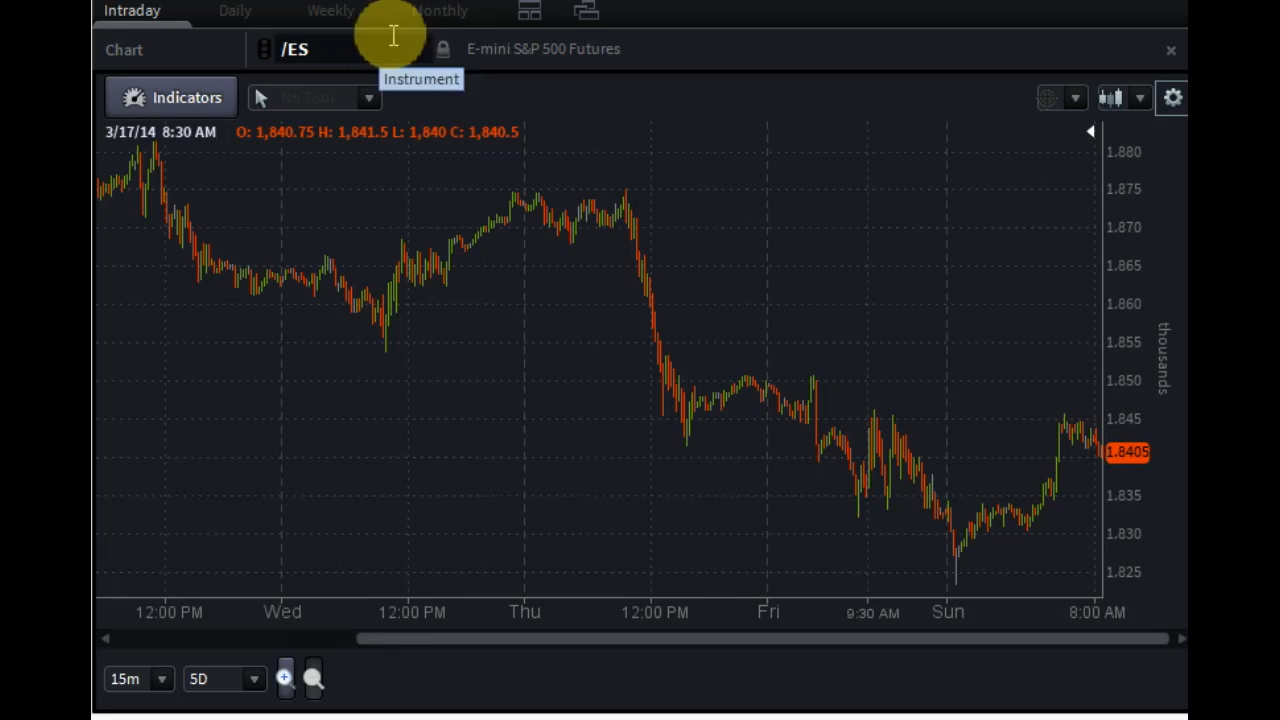 Intraday Daily Weekly Monthly
Chart /ES E-mini S&P 500 Futures
Instrument
Indicators No Tool
3/17/14 8:30 AM O: 1,840.75 H: 1,841.5 L: 1,840 C: 1,840.5
1.880
1.875
1.870
1.865
1.860
1.855
thousands
1.850
1.845
1.8405
1.835
1.830
1.825
12:00 PM Wed 12:00 PM Thu 12:00 PM Fri 9:30 AM Sun 8:00 AM
15m 5D